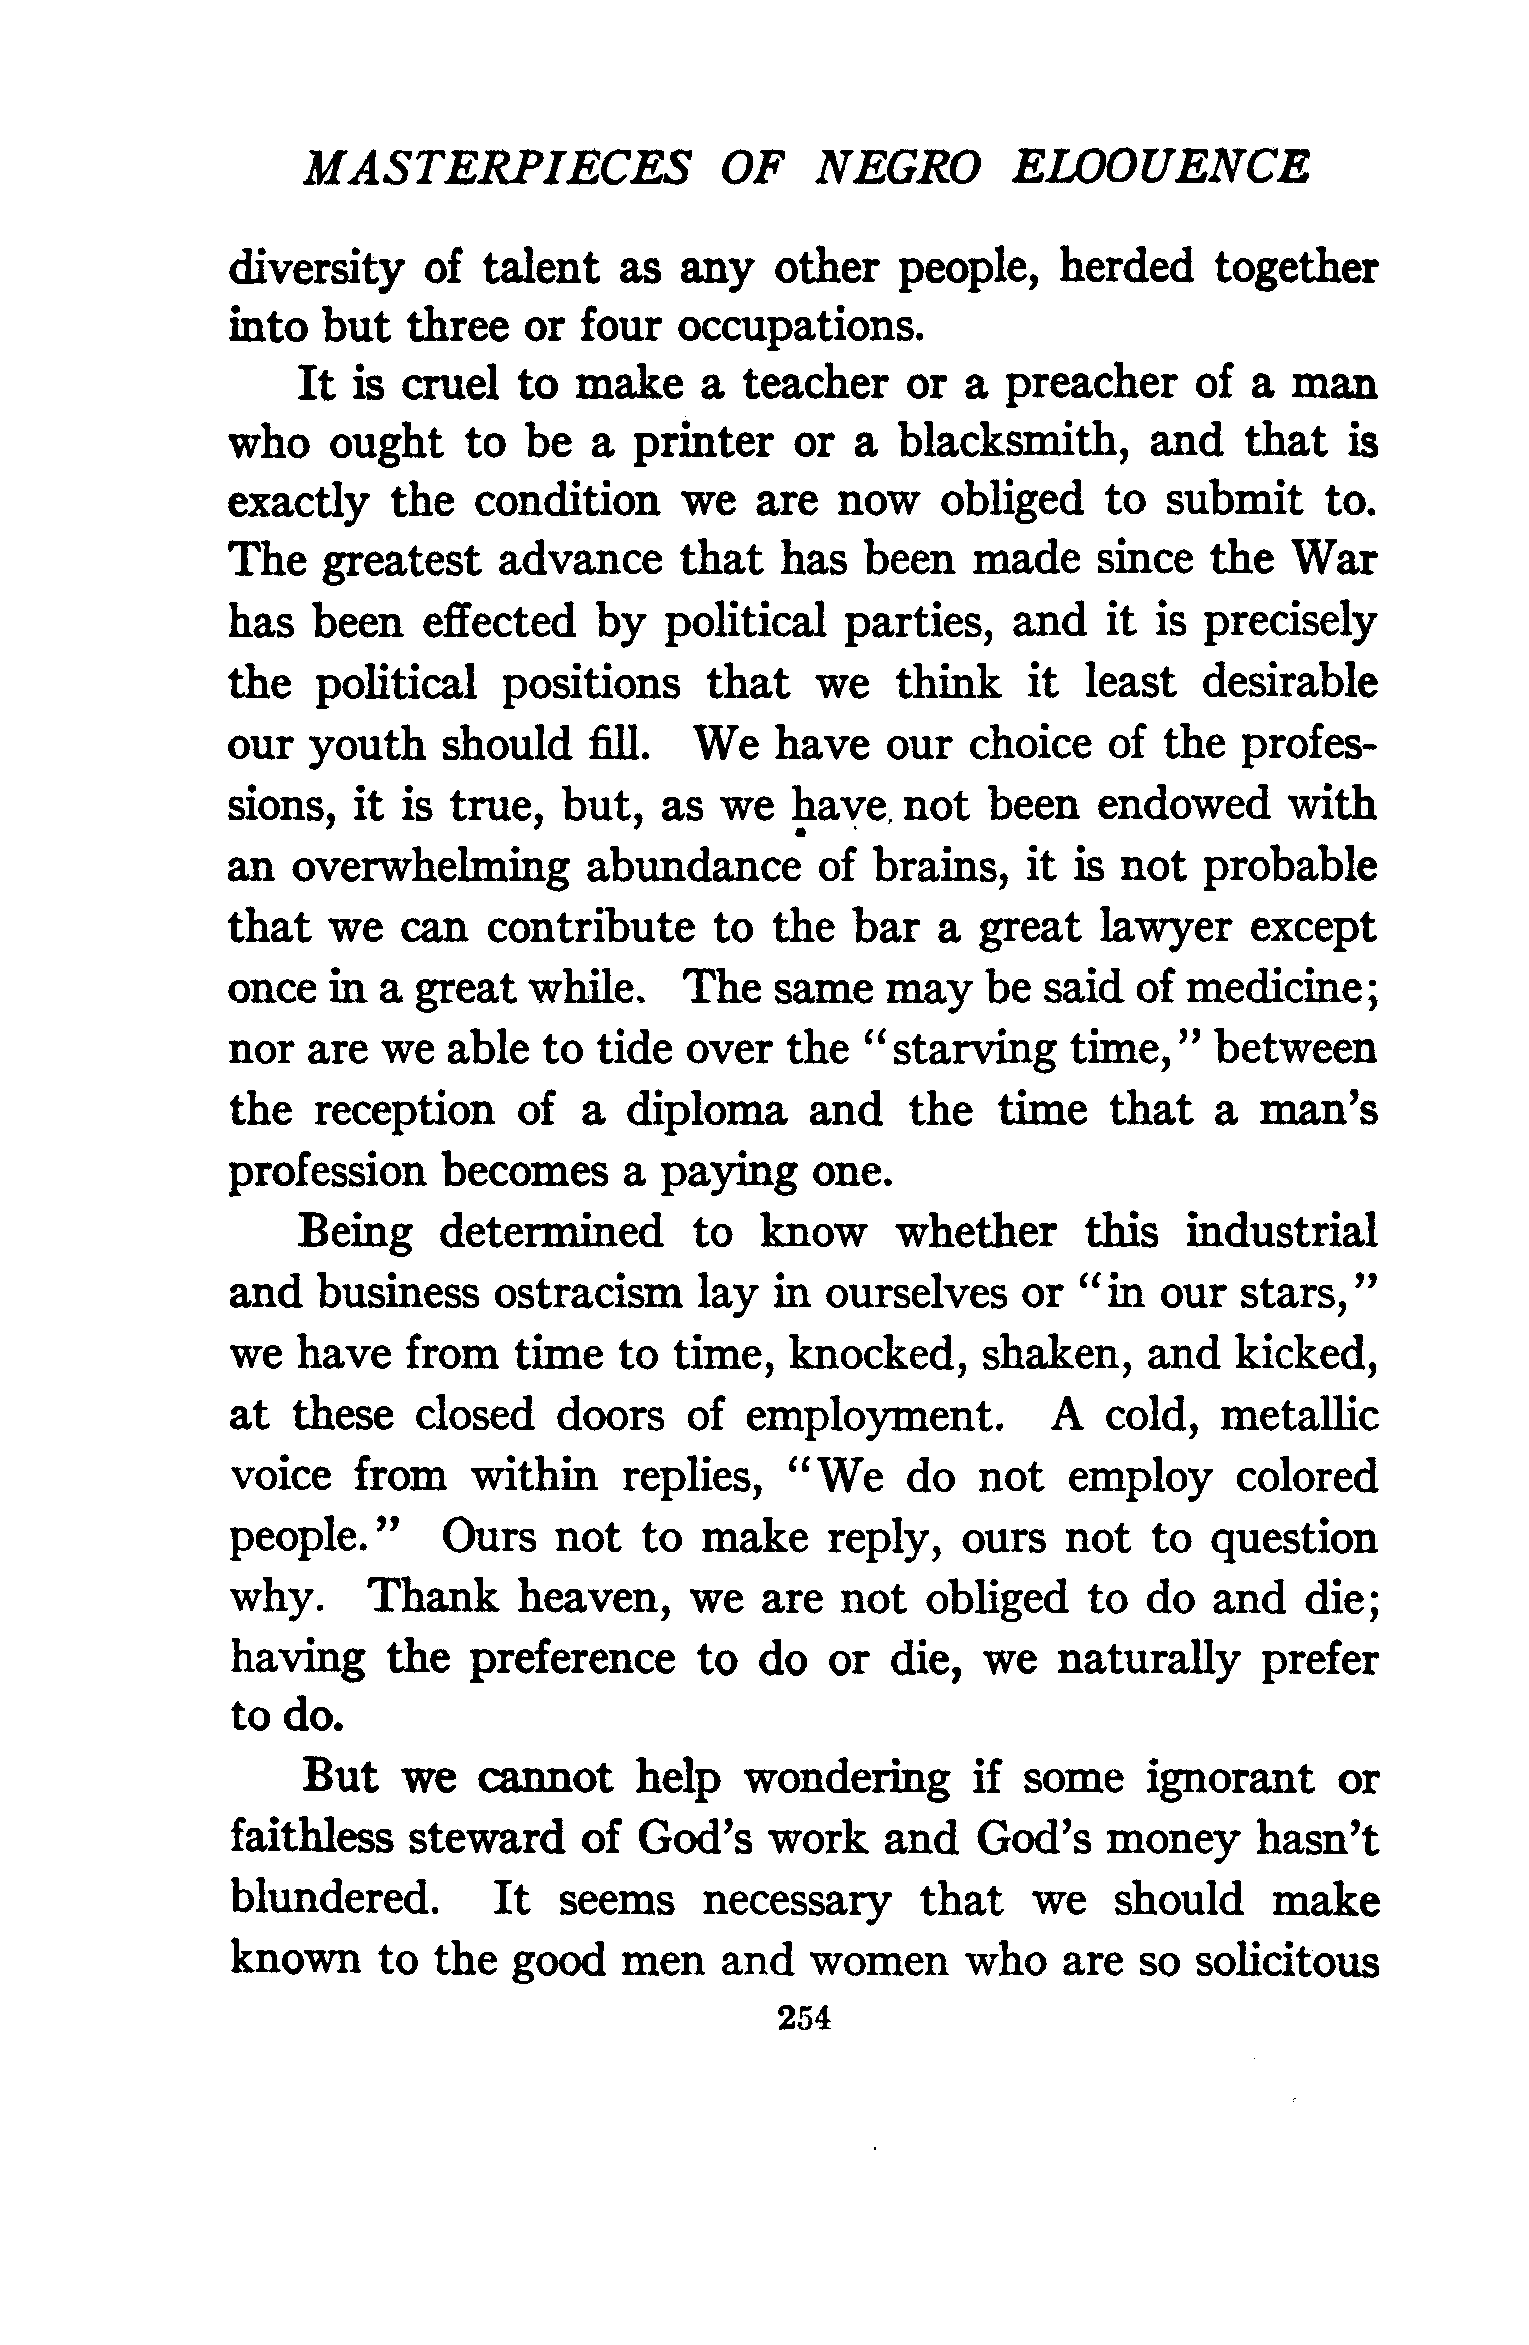 MASTERPIECES OF NEGRO ELOOUENCE
diversity of talent as any other people, herded together
into but three or four occupations.
It is cruel to make a teacher or a preacher of a man
who ought to be a printer or a blacksmith, and that is
exactly the condition we are now obliged to submit to.
The greatest advance that has been made since the War
has been effected by political parties, and it is precisely
the political positions that we think it least desirable
our youth should fill. We have our choice of the profes-
sions, it is true, but, as we have not been endowed with
an overwhelming abundance of brains, it is not probable
that we can contribute to the bar a great lawyer except
once in a great while. The same may be said of medicine;
nor are we able to tide over the “starving time,” between
the reception of a diploma and the time that a man’s
profession becomes a paying one.
Being determined to know whether this industrial
and business ostracism lay in ourselves or “in our stars,”
we have from time to time, knocked, shaken, and kicked,
at these closed doors of employment. A cold, metallic
voice from within replies, “We do not employ colored
people.” Ours not to make reply, ours not to question
why. Thank heaven, we are not obliged to do and die;
having the preference to do or die, we naturally prefer
to do.
But we cannot help wondering if some ignorant or
faithless steward of God’s work and God’s money hasn’t
blundered. It seems necessary that we should make
known to the good men and women who are so solicitous
254